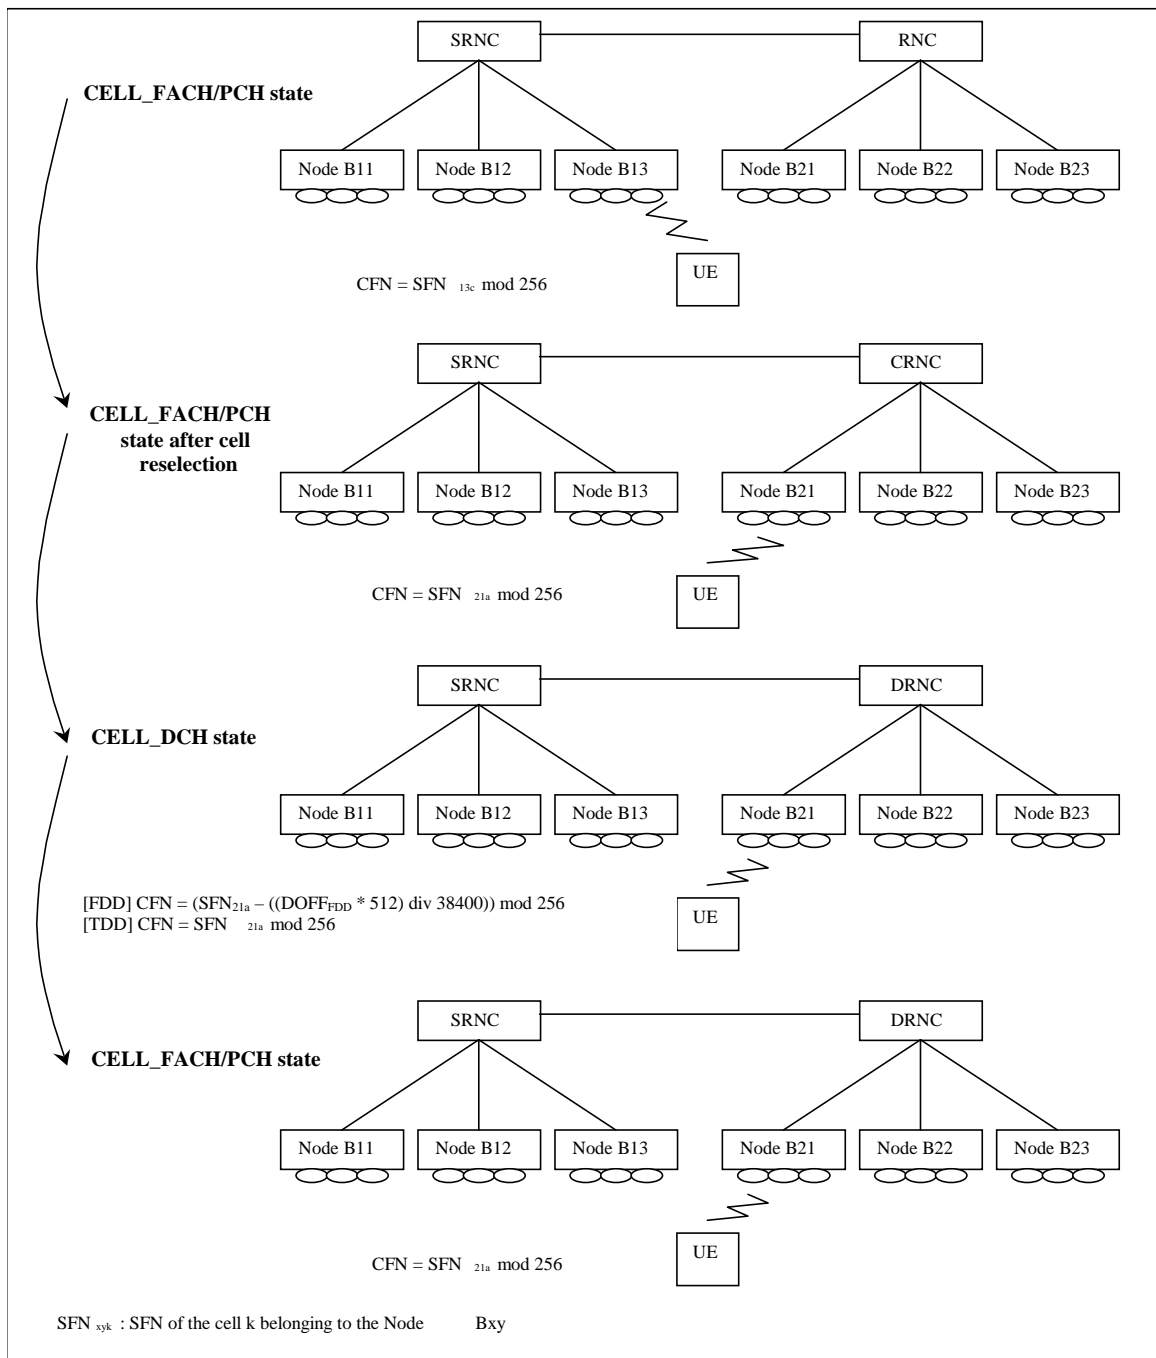 SRNC RNC
CELL_FACH/PCH state
Node B11 Node B12 Node B13 Node B21 Node B22 Node B23
UE
CFN = SFN 13c mod 256
SRNC CRNC
CELL_FACH/PCH
state after cell
reselection
Node B11 Node B12 Node B13 Node B21 Node B22 Node B23
UE
CFN = SFN 21a mod 256
SRNC DRNC
CELL_DCH state
Node B11 Node B12 Node B13 Node B21 Node B22 Node B23
[FDD] CFN = (SFN21a – ((DOFFFDD * 512) div 38400)) mod 256
UE
[TDD] CFN = SFN 21a mod 256
SRNC DRNC
CELL_FACH/PCH state
Node B11 Node B12 Node B13 Node B21 Node B22 Node B23
UE
CFN = SFN 21a mod 256
SFN xyk : SFN of the cell k belonging to the Node Bxy